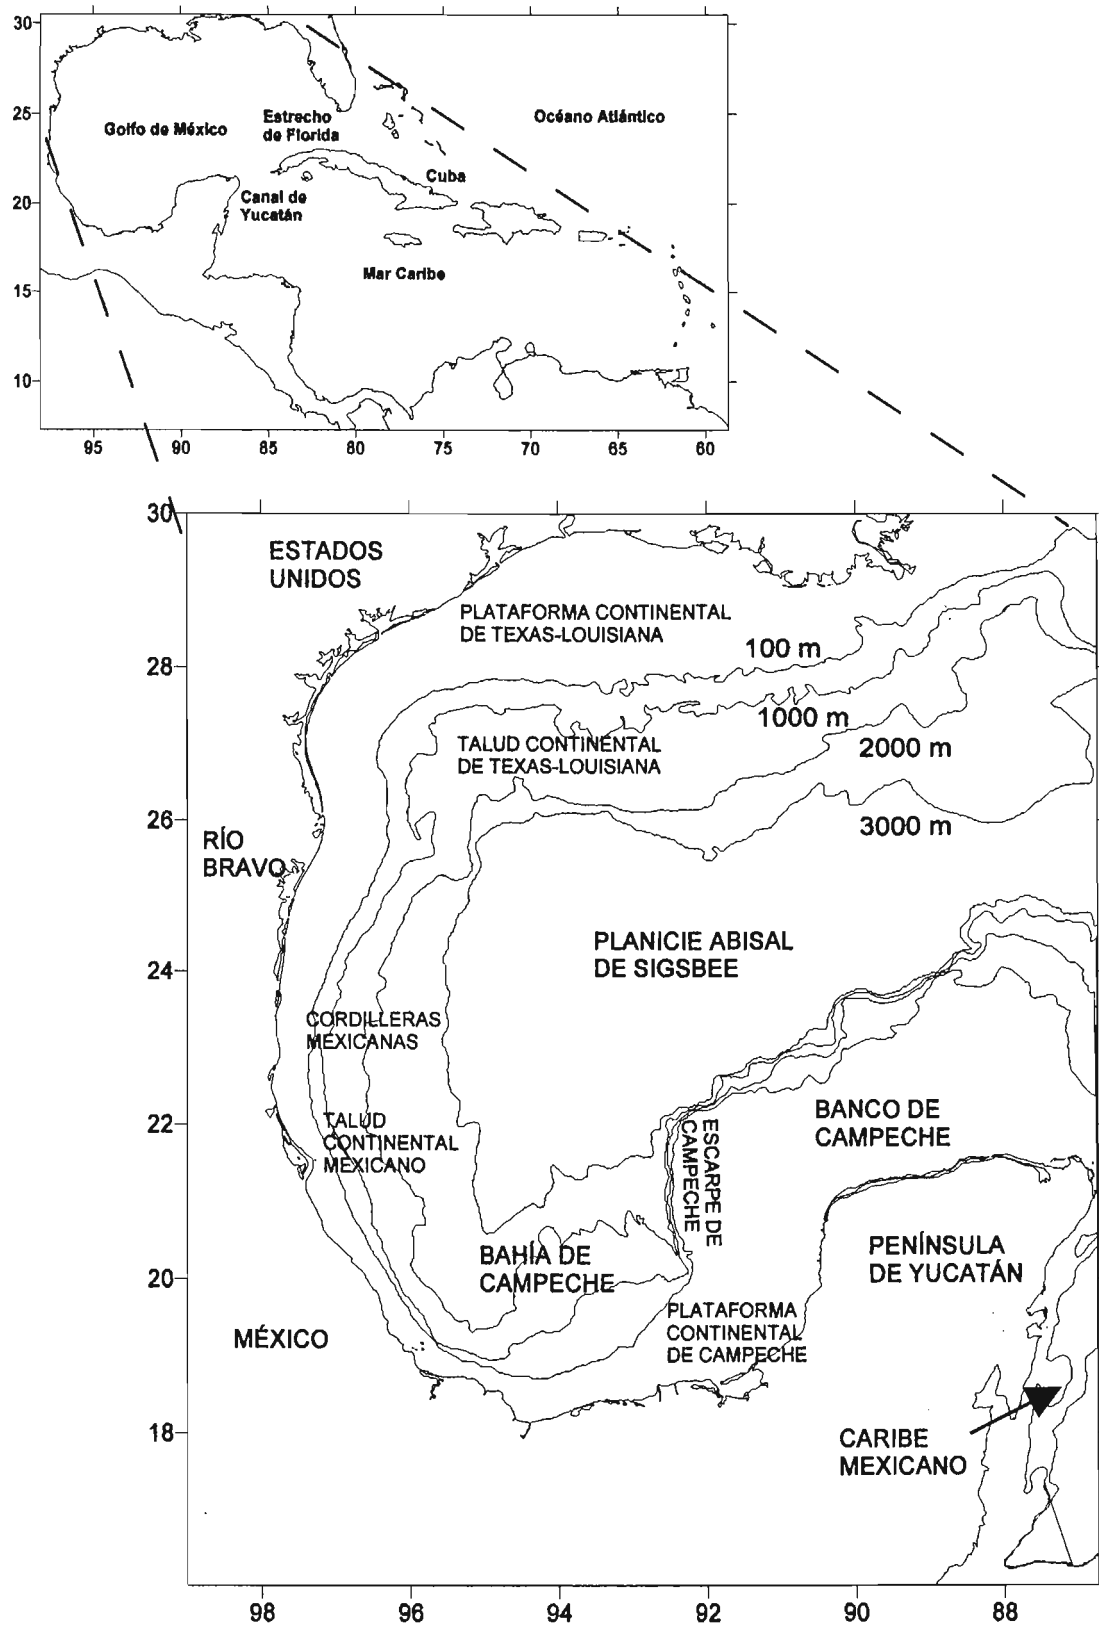 30
25
20
15
10
Golfo de México
Estrecho
de Florida
Océano Atlántico
Cuba
Canal de
Yucatán
Mar Caribe
95
90
85
80
75
70
65
60
30
28
26
24
22
20
18
ESTADOS
UNIDOS
PLATAFORMA CONTINENTAL
DE TEXAS-LOUISIANA
100 m
1000 m
TALUD CONTINENTAL
DE TEXAS-LOUISIANA
2000 m
3000 m
RÍO
BRAVO
PLANICIE ABISAL
DE SIGSBEE
CORDILLERAS
MEXICANAS
TALUD
CONTINENTAL
MEXICANO
BANCO DE
CAMPECHE
ESCARPE DE
CAMPECHE
BAHÍA DE
CAMPECHE
PENÍNSULA
DE YUCATÁN
MÉXICO
PLATAFORMA
CONTINENTAL
DE CAMPECHE
CARIBE
MEXICANO
98
96
94
92
90
88